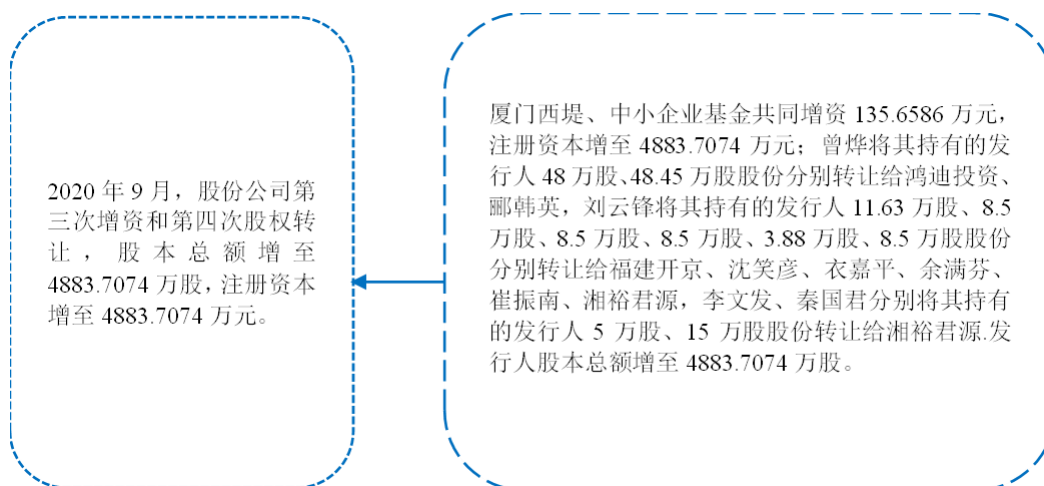 2020 年 9 月，股份公司第
三次增资和第四次股权转
让，股本总额增至
4883.7074 万股，注册资本
增至 4883.7074 万元。
厦门西堤、中小企业基金共同增资 135.6586 万元，
注册资本增至 4883.7074 万元；曾烨将其持有的发
行人 48 万股、48.45 万股股份分别转让给鸿迪投资、
郦韩英，刘云锋将其持有的发行人 11.63 万股、8.5
万股、8.5 万股、8.5 万股、3.88 万股、8.5 万股股份
分别转让给福建开京、沈笑彦、衣嘉平、余满芬、
崔振南、湘裕君源，李文发、秦国君分别将其持有
的发行人 5 万股、15 万股股份转让给湘裕君源.发
行人股本总额增至 4883.7074 万股。